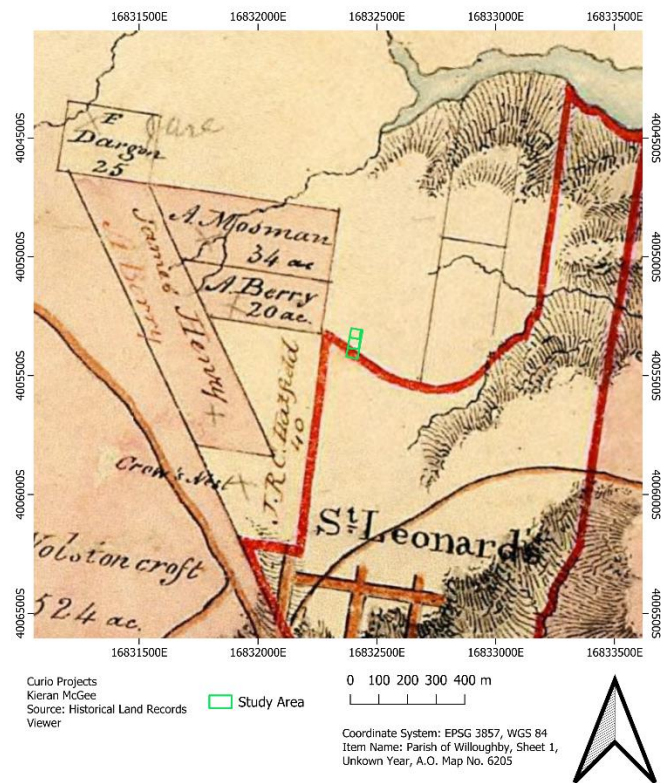 16831500E 16832000E 16832500E 16833000E 16833500E
4004500S
4005000S
4005500S
4006000S
4006500S
4004500S
4005000S
4005500S
4006000S
4006500S
E
Dargon
25
A. Mosman
34 ac
A. Berry
20 ac.
James Henry
A Berry
J.R.C. Hatfield
40
Crow's Nest
St. Leonard's
Wolstoncroft
524 ac.
16831500E 16832000E 16832500E 16833000E 16833500E
Curio Projects
Kieran McGee
Source: Historical Land Records
Viewer
Study Area
0 100 200 300 400 m
Coordinate System: EPSG 3857, WGS 84
Item Name: Parish of Willoughby, Sheet 1,
Unkown Year, A.O. Map No. 6205